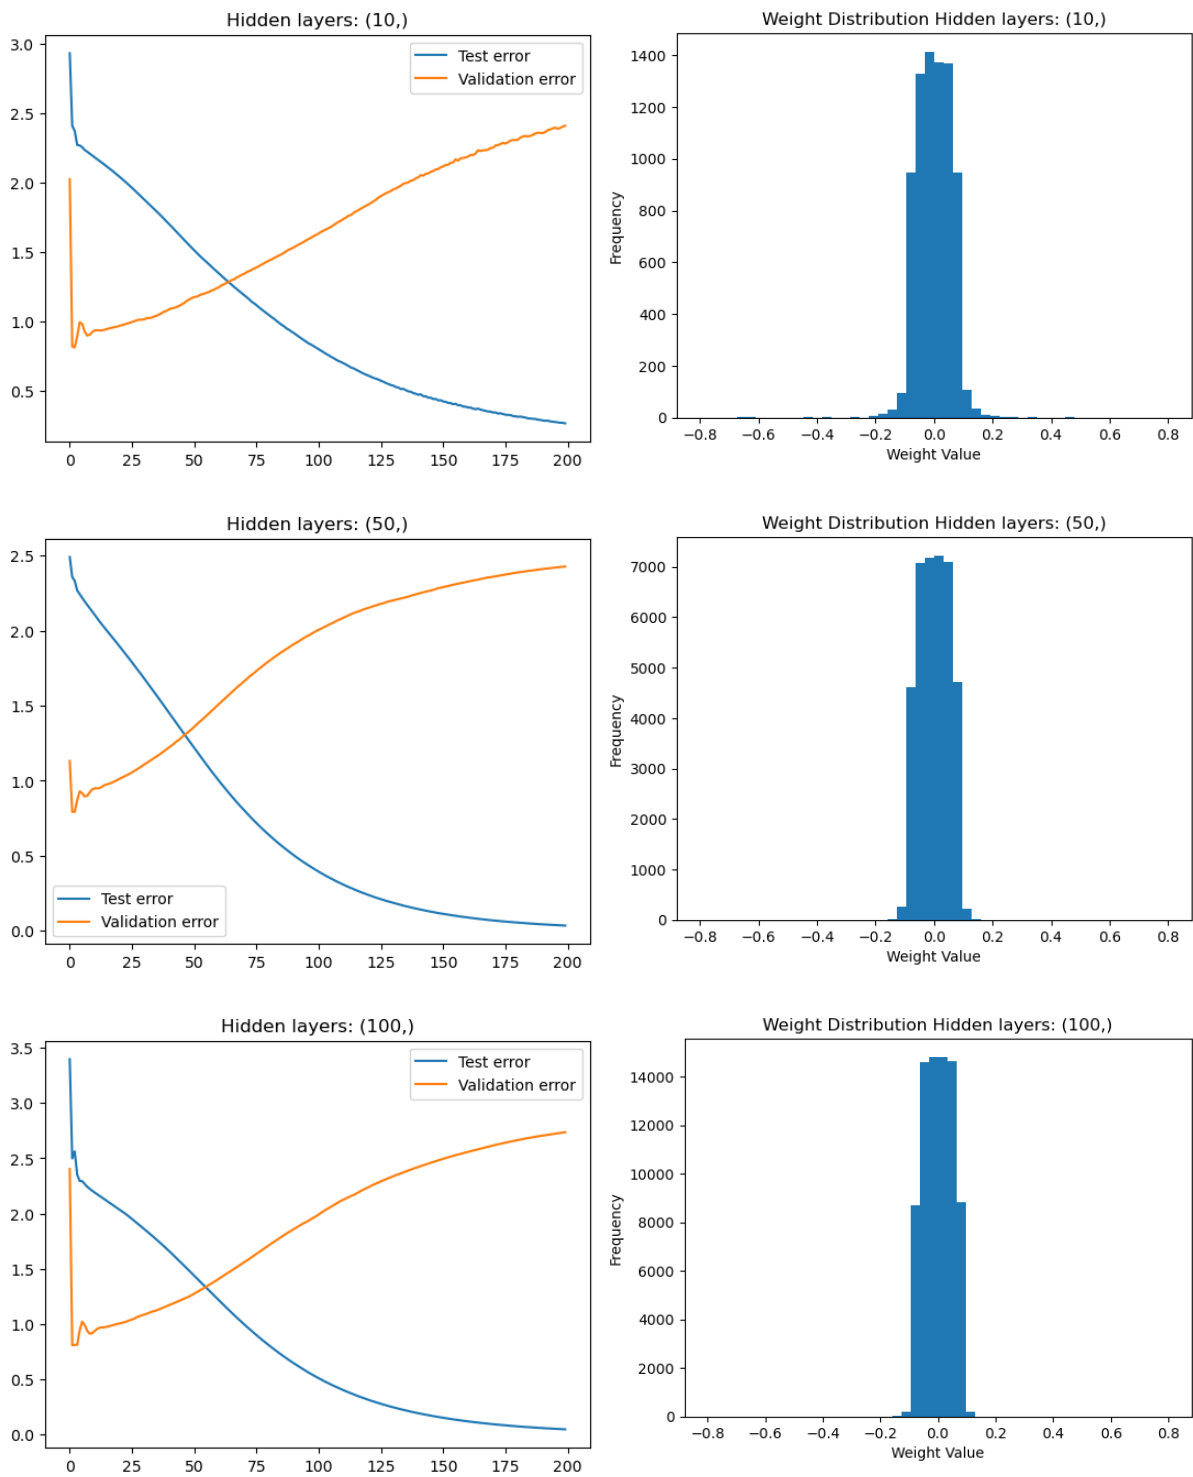 Hidden layers: (10,)
3.0
2.5
2.0
1.5
1.0
0.5
Test error
Validation error
0 25 50 75 100 125 150 175 200
Weight Distribution Hidden layers: (10,)
Frequency
1400
1200
1000
800
600
400
200
0
−0.8 −0.6 −0.4 −0.2 0.0 0.2 0.4 0.6 0.8
Weight Value
Hidden layers: (50,)
2.5
2.0
1.5
1.0
0.5
0.0
Test error
Validation error
0 25 50 75 100 125 150 175 200
Weight Distribution Hidden layers: (50,)
Frequency
7000
6000
5000
4000
3000
2000
1000
0
−0.8 −0.6 −0.4 −0.2 0.0 0.2 0.4 0.6 0.8
Weight Value
Hidden layers: (100,)
3.5
3.0
2.5
2.0
1.5
1.0
0.5
0.0
Test error
Validation error
0 25 50 75 100 125 150 175 200
Weight Distribution Hidden layers: (100,)
Frequency
14000
12000
10000
8000
6000
4000
2000
0
−0.8 −0.6 −0.4 −0.2 0.0 0.2 0.4 0.6 0.8
Weight Value